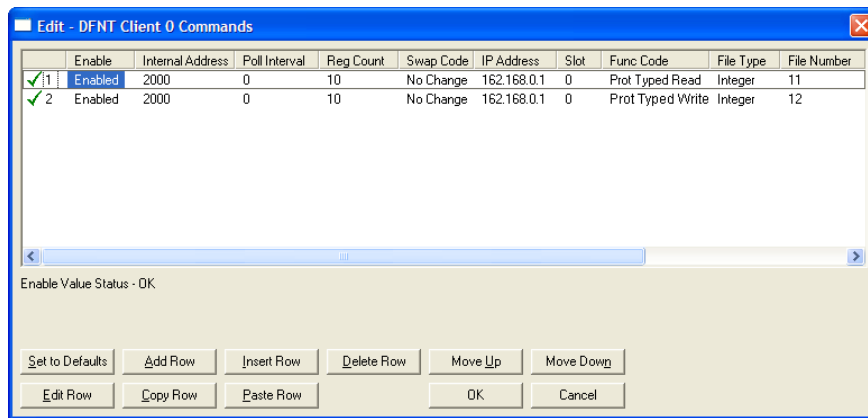 Edit - DFNT Client 0 Commands
Enable Internal Address Poll Interval Reg Count Swap Code IP Address Slot Func Code File Type File Number
1 Enabled 2000 0 10 No Change 162.168.0.1 0 Prot Typed Read Integer 11
2 Enabled 2000 0 10 No Change 162.168.0.1 0 Prot Typed Write Integer 12
Enable Value Status - OK
Set to Defaults Add Row Insert Row Delete Row Move Up Move Down
Edit Row Copy Row Paste Row OK Cancel